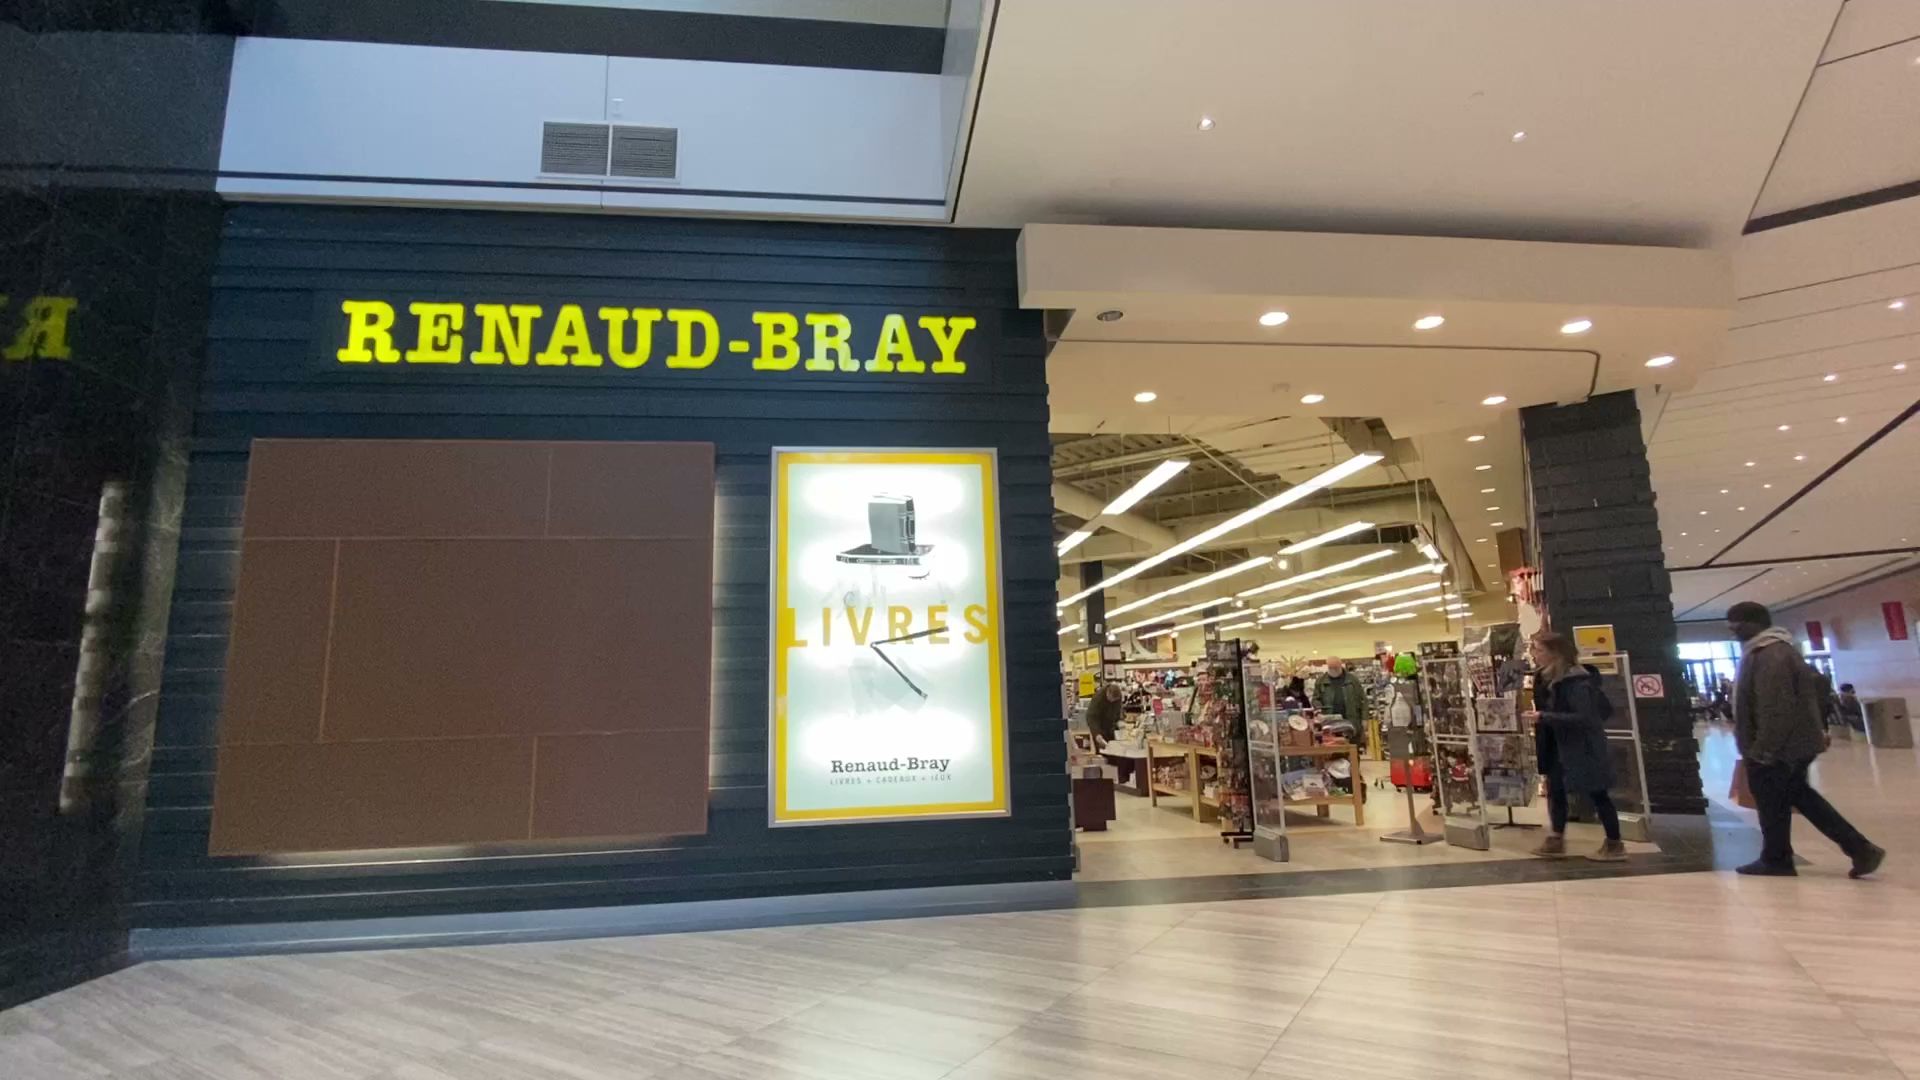 RENAUD-BRAY
LIVRES
Renaud-Bray
LIVRES + CADEAUX + JEUX